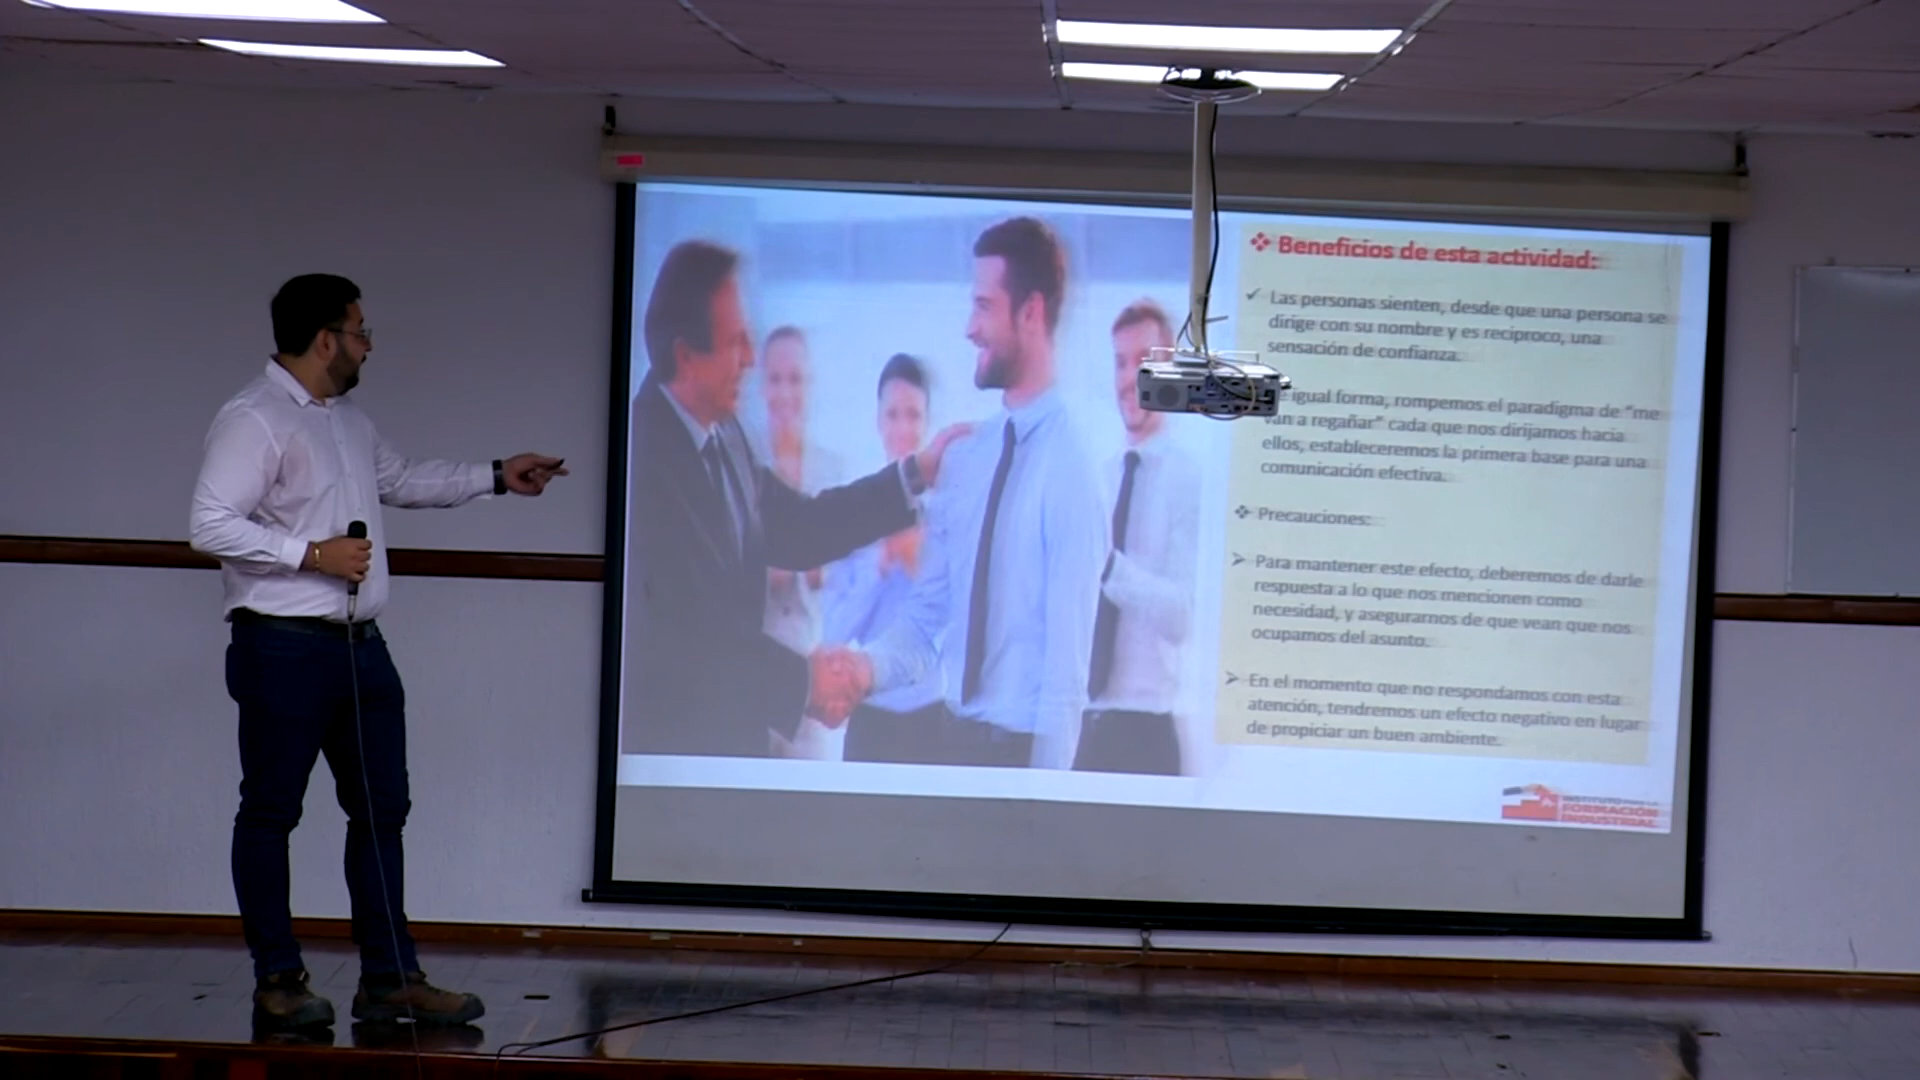 ❖ Beneficios de esta actividad:
✓ Las personas sienten, desde que una persona se
dirige con su nombre y es reciproco, una
sensación de confianza.
igual forma, rompemos el paradigma de “me
van a regañar” cada que nos dirijamos hacia
ellos, estableceremos la primera base para una
comunicación efectiva.
❖ Precauciones:
➢ Para mantener este efecto, deberemos de darle
respuesta a lo que nos mencionen como
necesidad, y asegurarnos de que vean que nos
ocupamos del asunto.
➢ En el momento que no respondamos con esta
atención, tendremos un efecto negativo en lugar
de propiciar un buen ambiente.
INSTITUTO PARA LA
FORMACIÓN
INDUSTRIAL